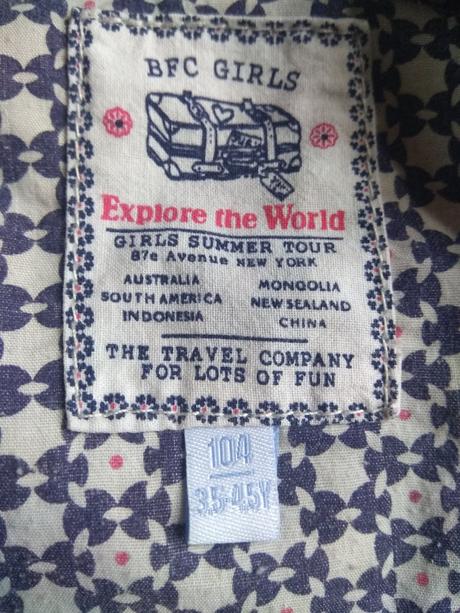 BFC GIRLS
Explore the World
GIRLS SUMMER TOUR
87e Avenue NEW YORK
AUSTRALIA MONGOLIA
SOUTH AMERICA NEW SEALAND
INDONESIA CHINA
THE TRAVEL COMPANY
FOR LOTS OF FUN
104
3.5-4.5Y